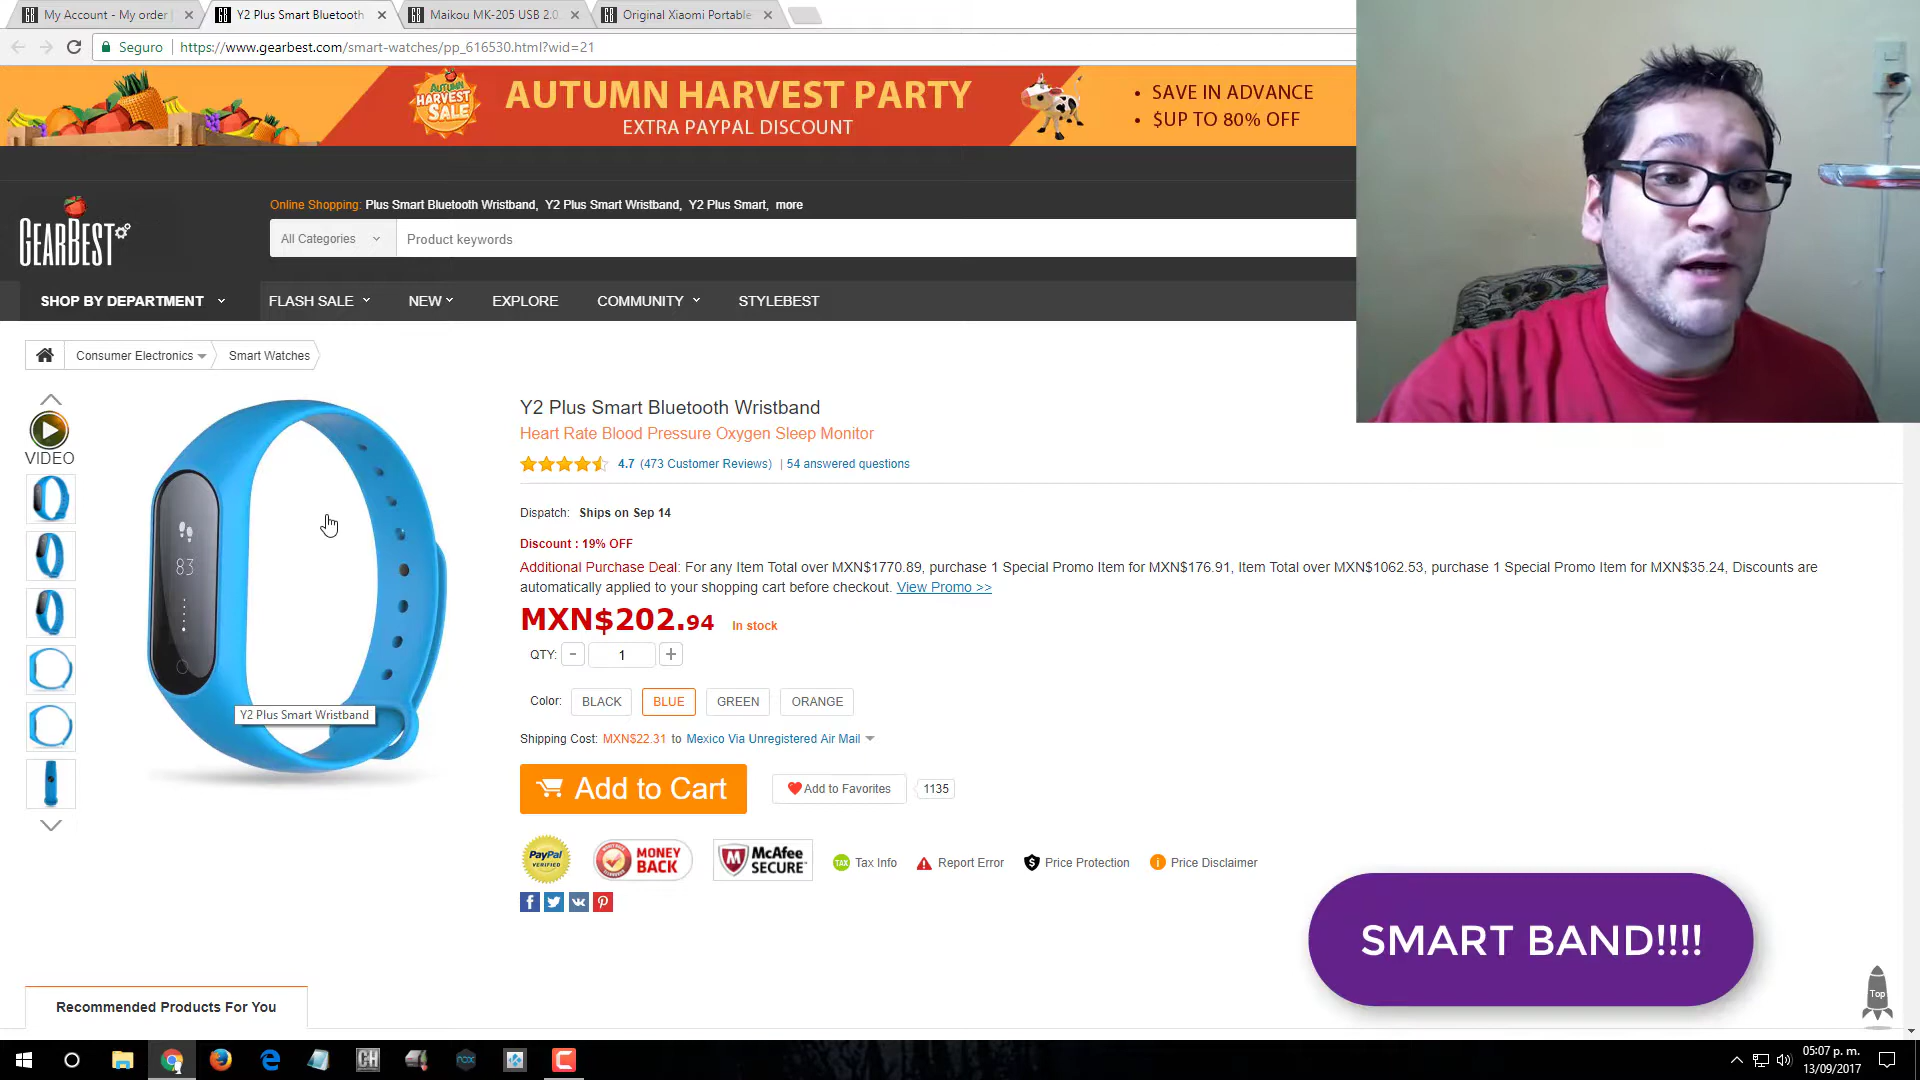 My Account - My order
Y2 Plus Smart Bluetooth
Maikou MK-205 USB 2.0
Original Xiaomi Portable
Seguro
https://www.gearbest.com/smart-watches/pp_616530.html?wid=21
AUTUMN HARVEST SALE
AUTUMN HARVEST PARTY
EXTRA PAYPAL DISCOUNT
• SAVE IN ADVANCE
• $UP TO 80% OFF
GEARBEST
Online Shopping: Plus Smart Bluetooth Wristband, Y2 Plus Smart Wristband, Y2 Plus Smart, more
All Categories
Product keywords
SHOP BY DEPARTMENT
FLASH SALE
NEW
EXPLORE
COMMUNITY
STYLEBEST
Consumer Electronics
Smart Watches
VIDEO
83
Y2 Plus Smart Wristband
Y2 Plus Smart Bluetooth Wristband
Heart Rate Blood Pressure Oxygen Sleep Monitor
4.7 (473 Customer Reviews) | 54 answered questions
Dispatch: Ships on Sep 14
Discount : 19% OFF
Additional Purchase Deal: For any Item Total over MXN$1770.89, purchase 1 Special Promo Item for MXN$176.91, Item Total over MXN$1062.53, purchase 1 Special Promo Item for MXN$35.24, Discounts are
automatically applied to your shopping cart before checkout. View Promo >>
MXN$202.94 In stock
QTY: - 1 +
Color: BLACK BLUE GREEN ORANGE
Shipping Cost: MXN$22.31 to Mexico Via Unregistered Air Mail
Add to Cart
Add to Favorites
1135
PayPal VERIFIED
MONEY BACK
McAfee SECURE
TAX Tax Info
Report Error
Price Protection
Price Disclaimer
SMART BAND!!!!
Top
Recommended Products For You
05:07 p. m.
13/09/2017